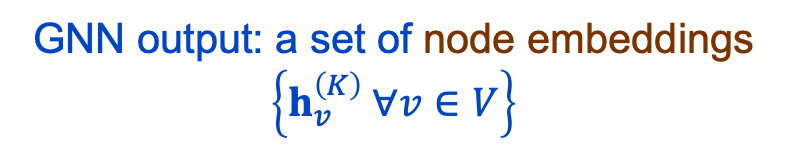 GNN output: a set of node embeddings
{𝐡_𝑣^(𝐾) ∀𝑣 ∈ 𝑉}